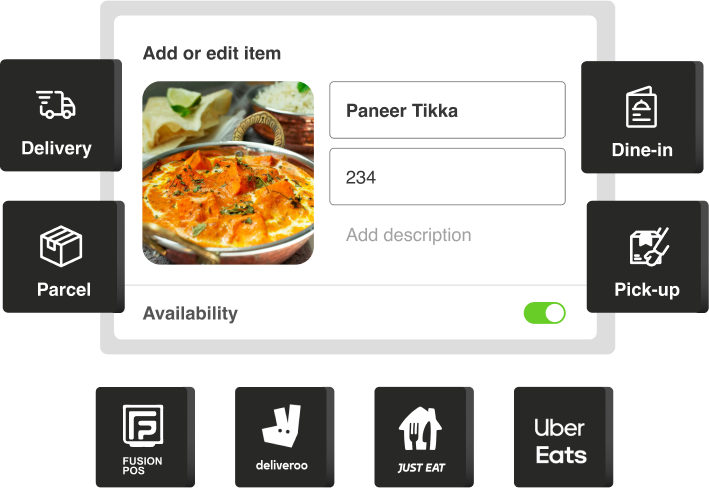 Add or edit item
Delivery
Paneer Tikka
Dine-in
234
Add description
Parcel
Pick-up
Availability
FUSION
POS
deliveroo
JUST EAT
Uber
Eats